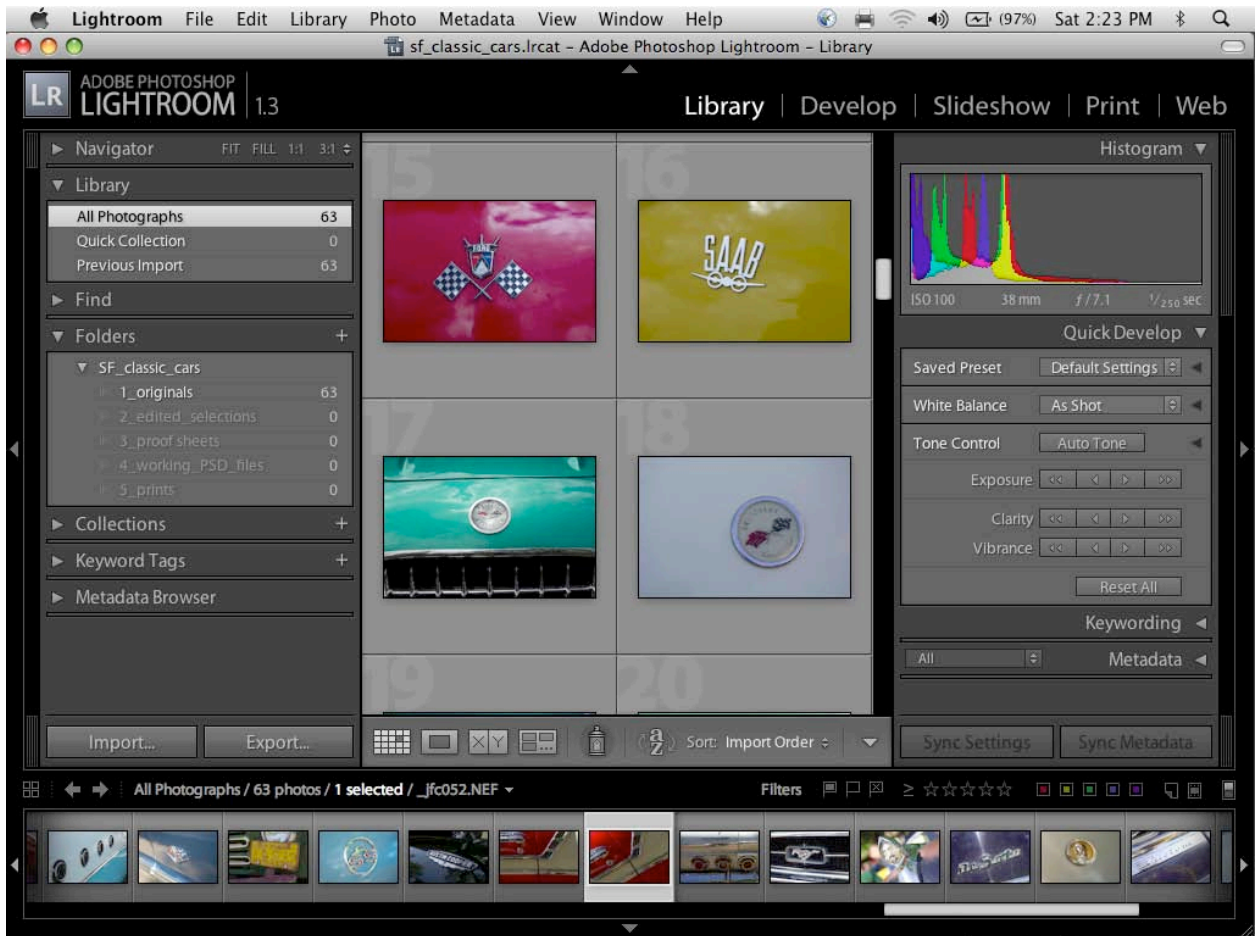 Lightroom File Edit Library Photo Metadata View Window Help (97%) Sat 2:23 PM
sf_classic_cars.lrcat – Adobe Photoshop Lightroom – Library
LR ADOBE PHOTOSHOP
LIGHTROOM 1.3
Library | Develop | Slideshow | Print | Web
Navigator FIT FILL 1:1 3:1
Library
All Photographs 63
Quick Collection 0
Previous Import 63
Find
Folders +
SF_classic_cars
1_originals 63
2_edited_selections 0
3_proof sheets 0
4_working_PSD_files 0
5_prints 0
Collections +
Keyword Tags +
Metadata Browser
Import... Export...
15 16
FORD
SAAB
17 18
19 20
Sort: Import Order
Histogram
ISO 100 38 mm f / 7.1 1/250 sec
Quick Develop
Saved Preset Default Settings
White Balance As Shot
Tone Control Auto Tone
Exposure
Clarity
Vibrance
Reset All
Keywording
All Metadata
Sync Settings Sync Metadata
All Photographs / 63 photos / 1 selected / _jfc052.NEF Filters ≥ ☆☆☆☆☆